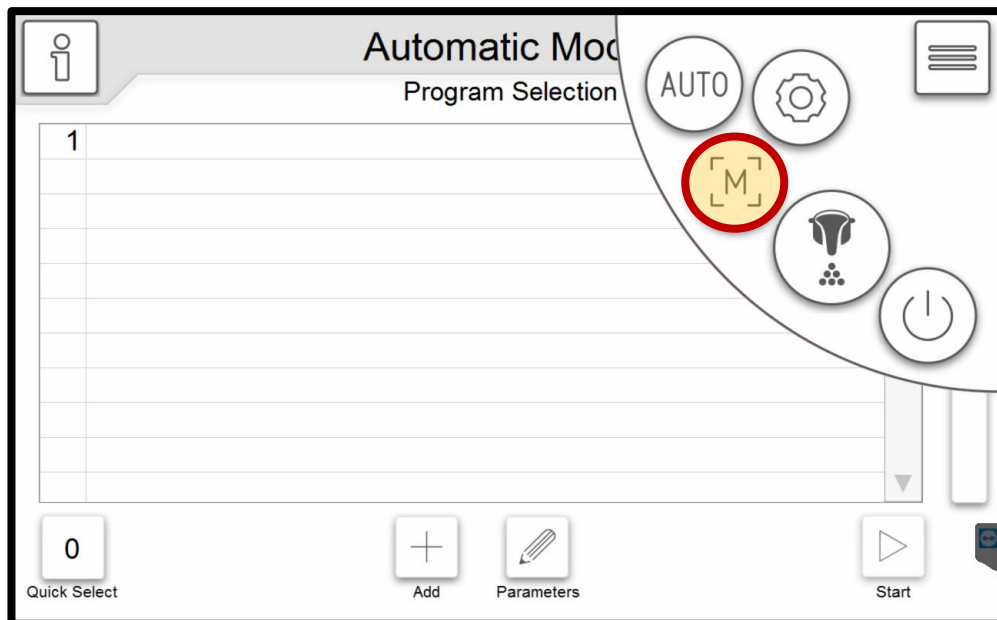 Automatic Mod
Program Selection
AUTO
M
1
0
Quick Select
Add
Parameters
Start